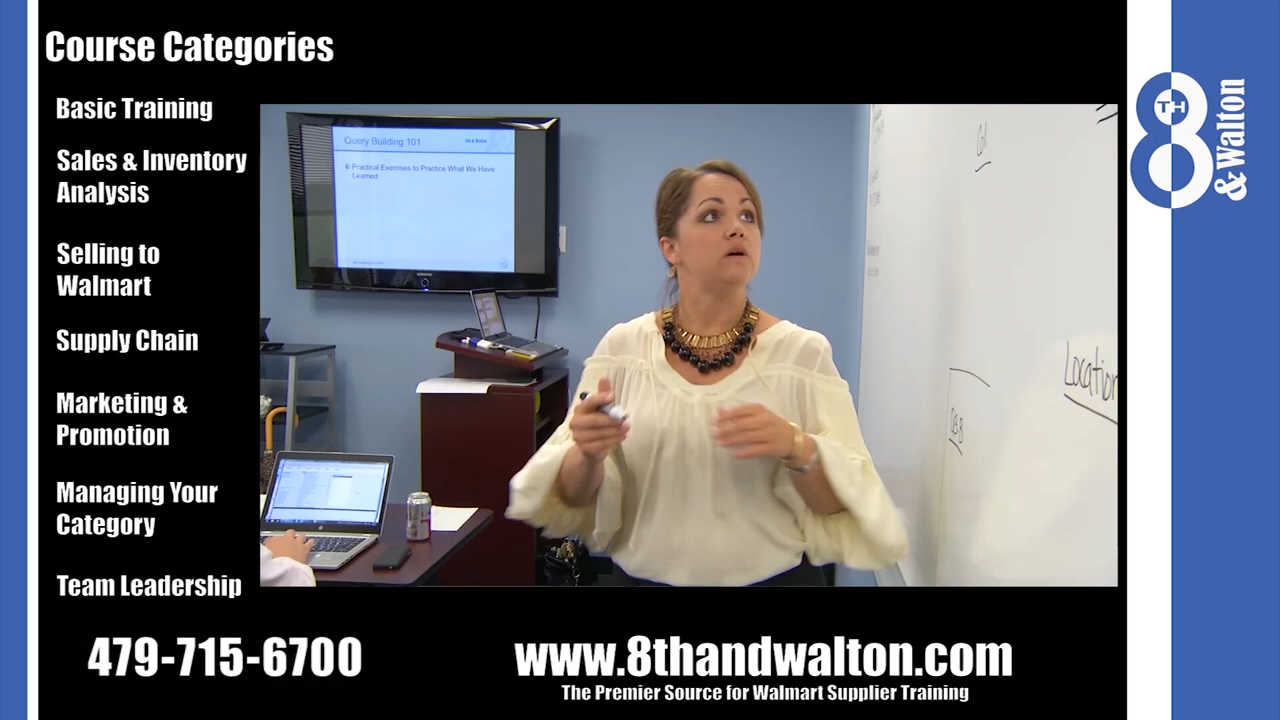 Course Categories
Basic Training
Sales & Inventory
Analysis
Selling to
Walmart
Supply Chain
Marketing &
Promotion
Managing Your
Category
Team Leadership
479-715-6700
www.8thandwalton.com
The Premier Source for Walmart Supplier Training
8TH
& Walton
Query Building 101
Practical Exercises to Practice What We Have
Learned
SAMSUNG
Location